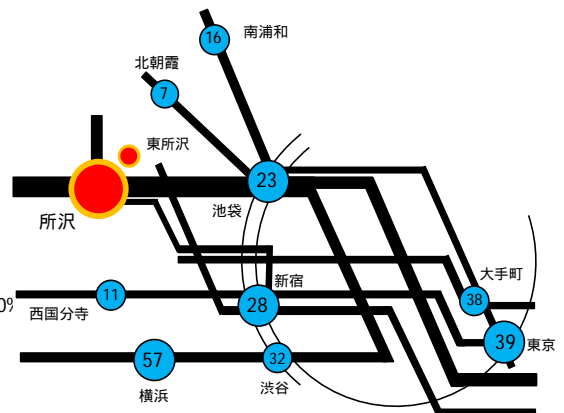 16
南浦和
北朝霞
7
東所沢
23
池袋
所沢
新宿
大手町
0%
西国分寺
11
28
38
39
東京
57
32
横浜
渋谷